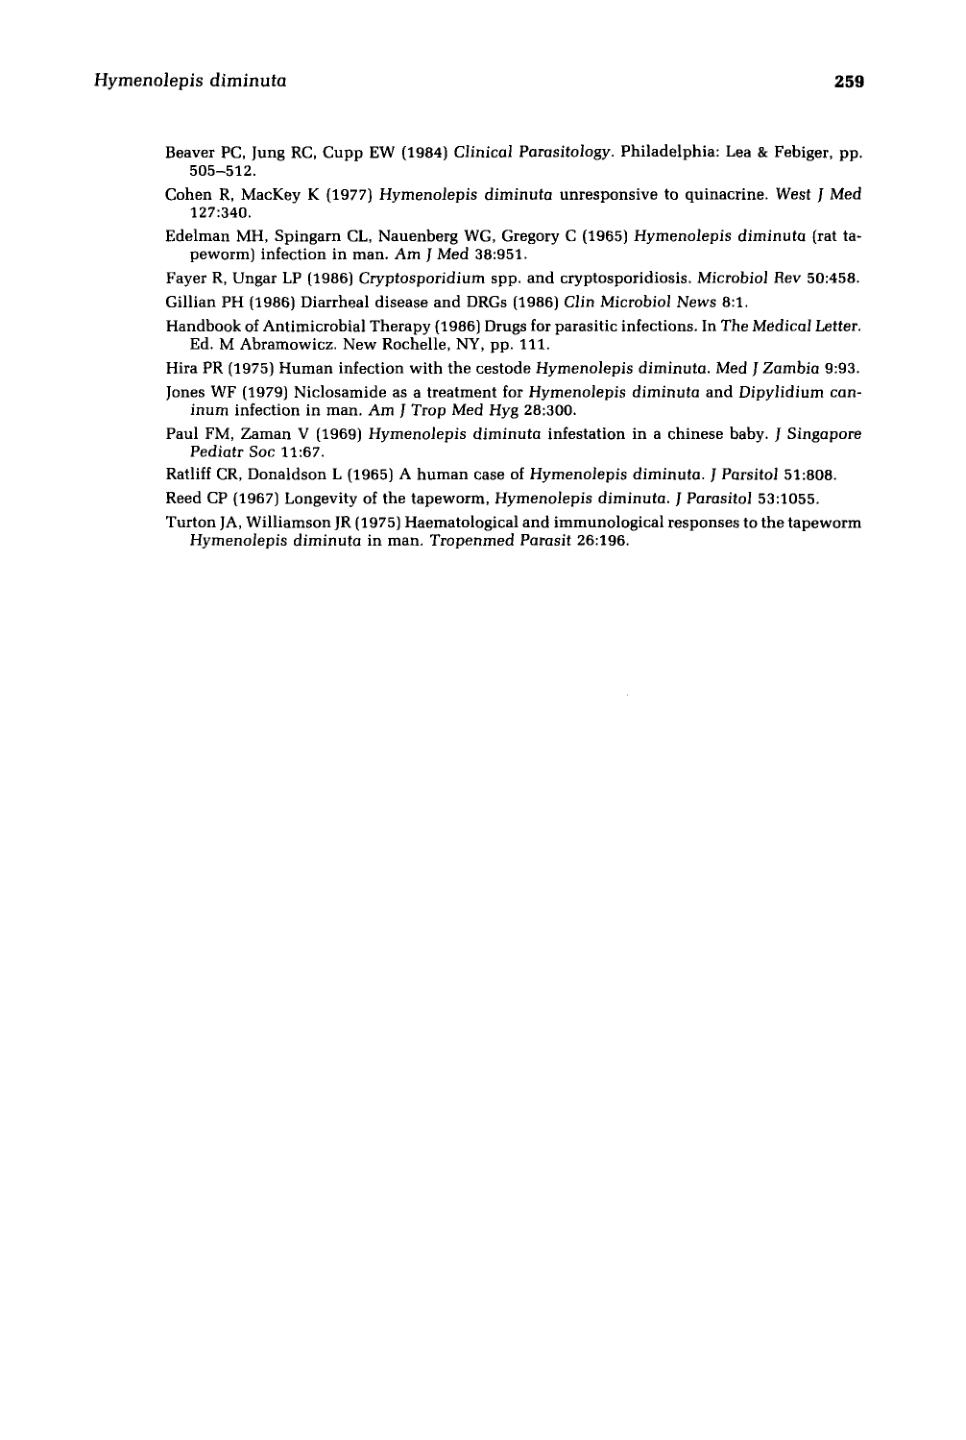 Hymenolepis diminuta 259
Beaver PC, Jung RC, Cupp EW (1984) Clinical Parasitology. Philadelphia: Lea & Febiger, pp.
505–512.
Cohen R, MacKey K (1977) Hymenolepis diminuta unresponsive to quinacrine. West J Med
127:340.
Edelman MH, Spingarn CL, Nauenberg WG, Gregory C (1965) Hymenolepis diminuta (rat ta-
peworm) infection in man. Am J Med 38:951.
Fayer R, Ungar LP (1986) Cryptosporidium spp. and cryptosporidiosis. Microbiol Rev 50:458.
Gillian PH (1986) Diarrheal disease and DRGs (1986) Clin Microbiol News 8:1.
Handbook of Antimicrobial Therapy (1986) Drugs for parasitic infections. In The Medical Letter.
Ed. M Abramowicz. New Rochelle, NY, pp. 111.
Hira PR (1975) Human infection with the cestode Hymenolepis diminuta. Med J Zambia 9:93.
Jones WF (1979) Niclosamide as a treatment for Hymenolepis diminuta and Dipylidium can-
inum infection in man. Am J Trop Med Hyg 28:300.
Paul FM, Zaman V (1969) Hymenolepis diminuta infestation in a chinese baby. J Singapore
Pediatr Soc 11:67.
Ratliff CR, Donaldson L (1965) A human case of Hymenolepis diminuta. J Parsitol 51:808.
Reed CP (1967) Longevity of the tapeworm, Hymenolepis diminuta. J Parasitol 53:1055.
Turton JA, Williamson JR (1975) Haematological and immunological responses to the tapeworm
Hymenolepis diminuta in man. Tropenmed Parasit 26:196.